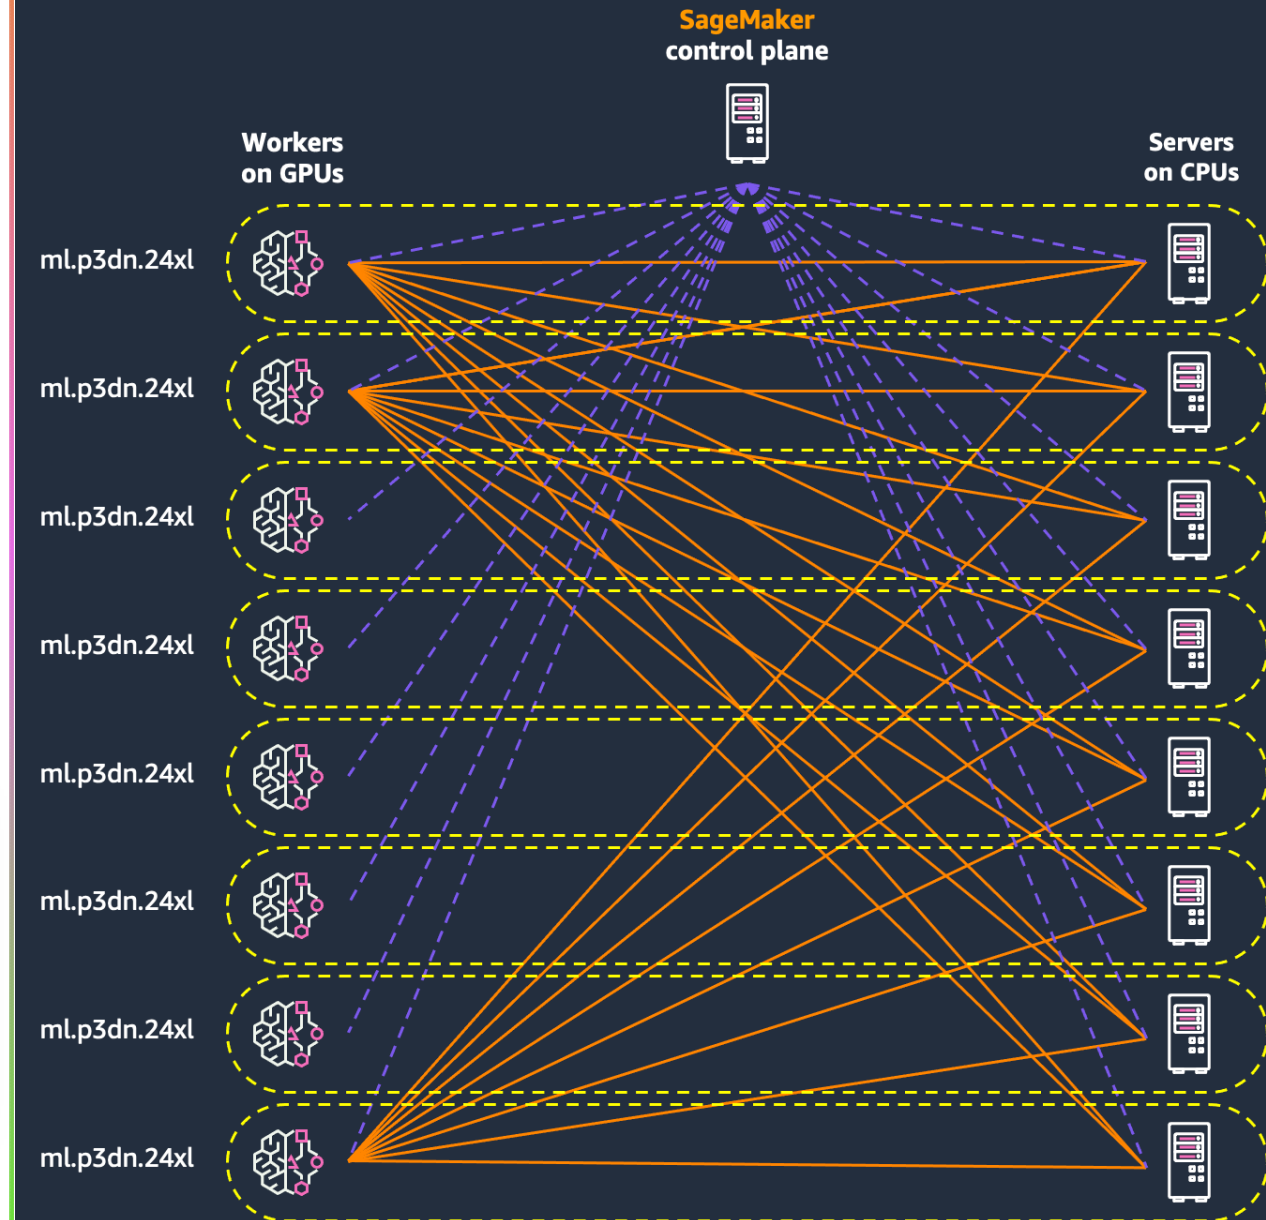 SageMaker
control plane
Workers
on GPUs
Servers
on CPUs
ml.p3dn.24xl
ml.p3dn.24xl
ml.p3dn.24xl
ml.p3dn.24xl
ml.p3dn.24xl
ml.p3dn.24xl
ml.p3dn.24xl
ml.p3dn.24xl